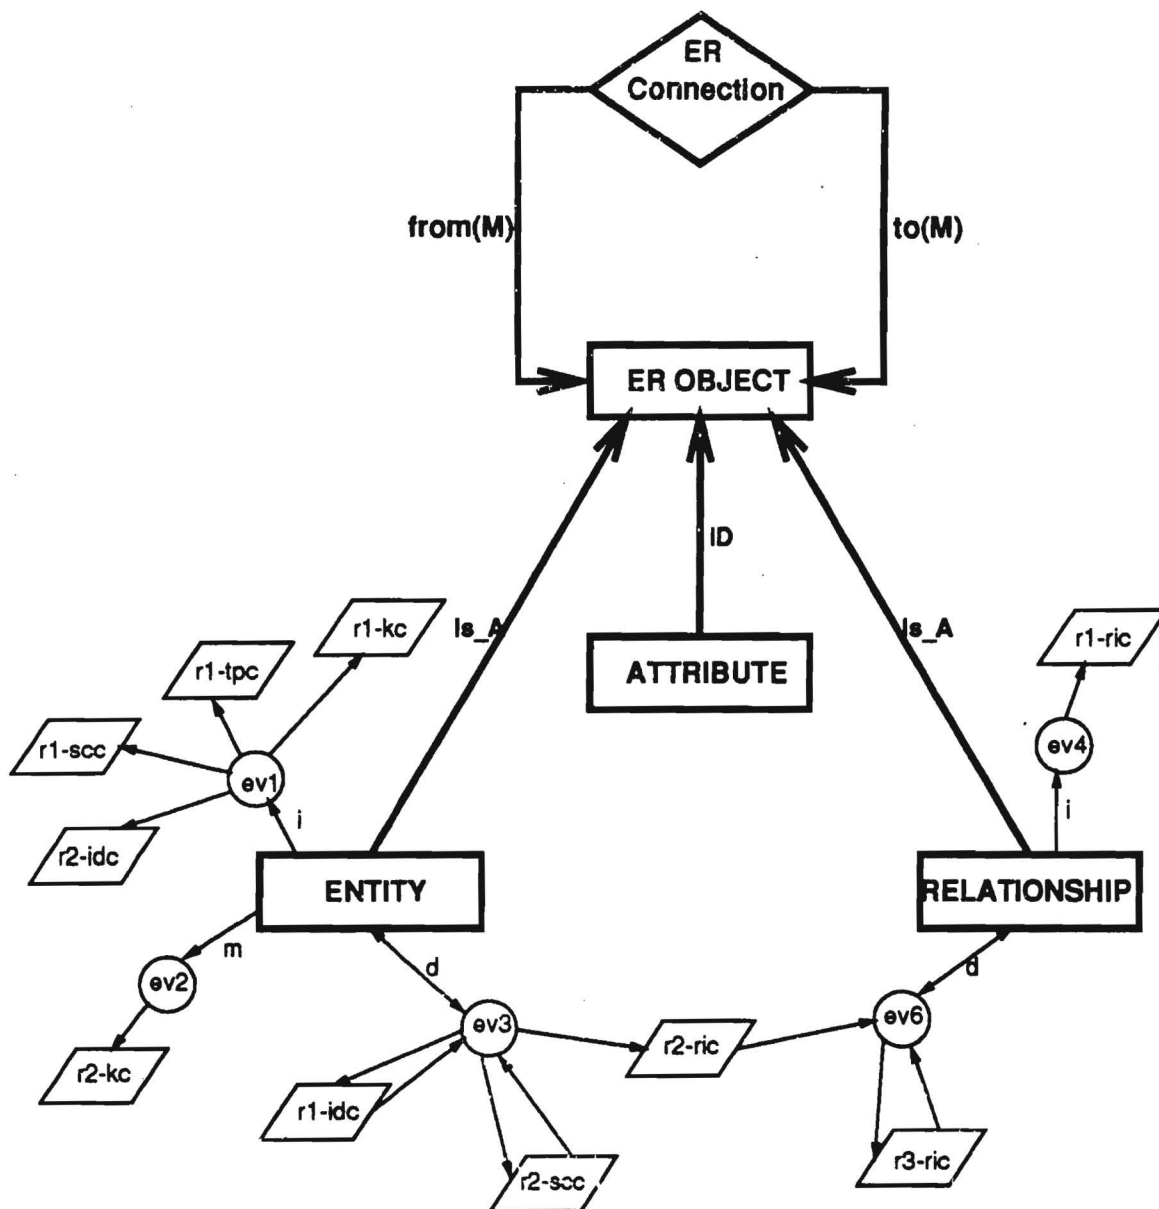 ER
Connection
from(M)
to(M)
ER OBJECT
ID
Is_A
Is_A
r1-kc
r1-ric
r1-tpc
ATTRIBUTE
r1-scc
ev1
ev4
i
i
r2-idc
ENTITY
RELATIONSHIP
m
d
d
ev2
ev3
ev6
r2-ric
r2-kc
r1-idc
r3-ric
r2-scc